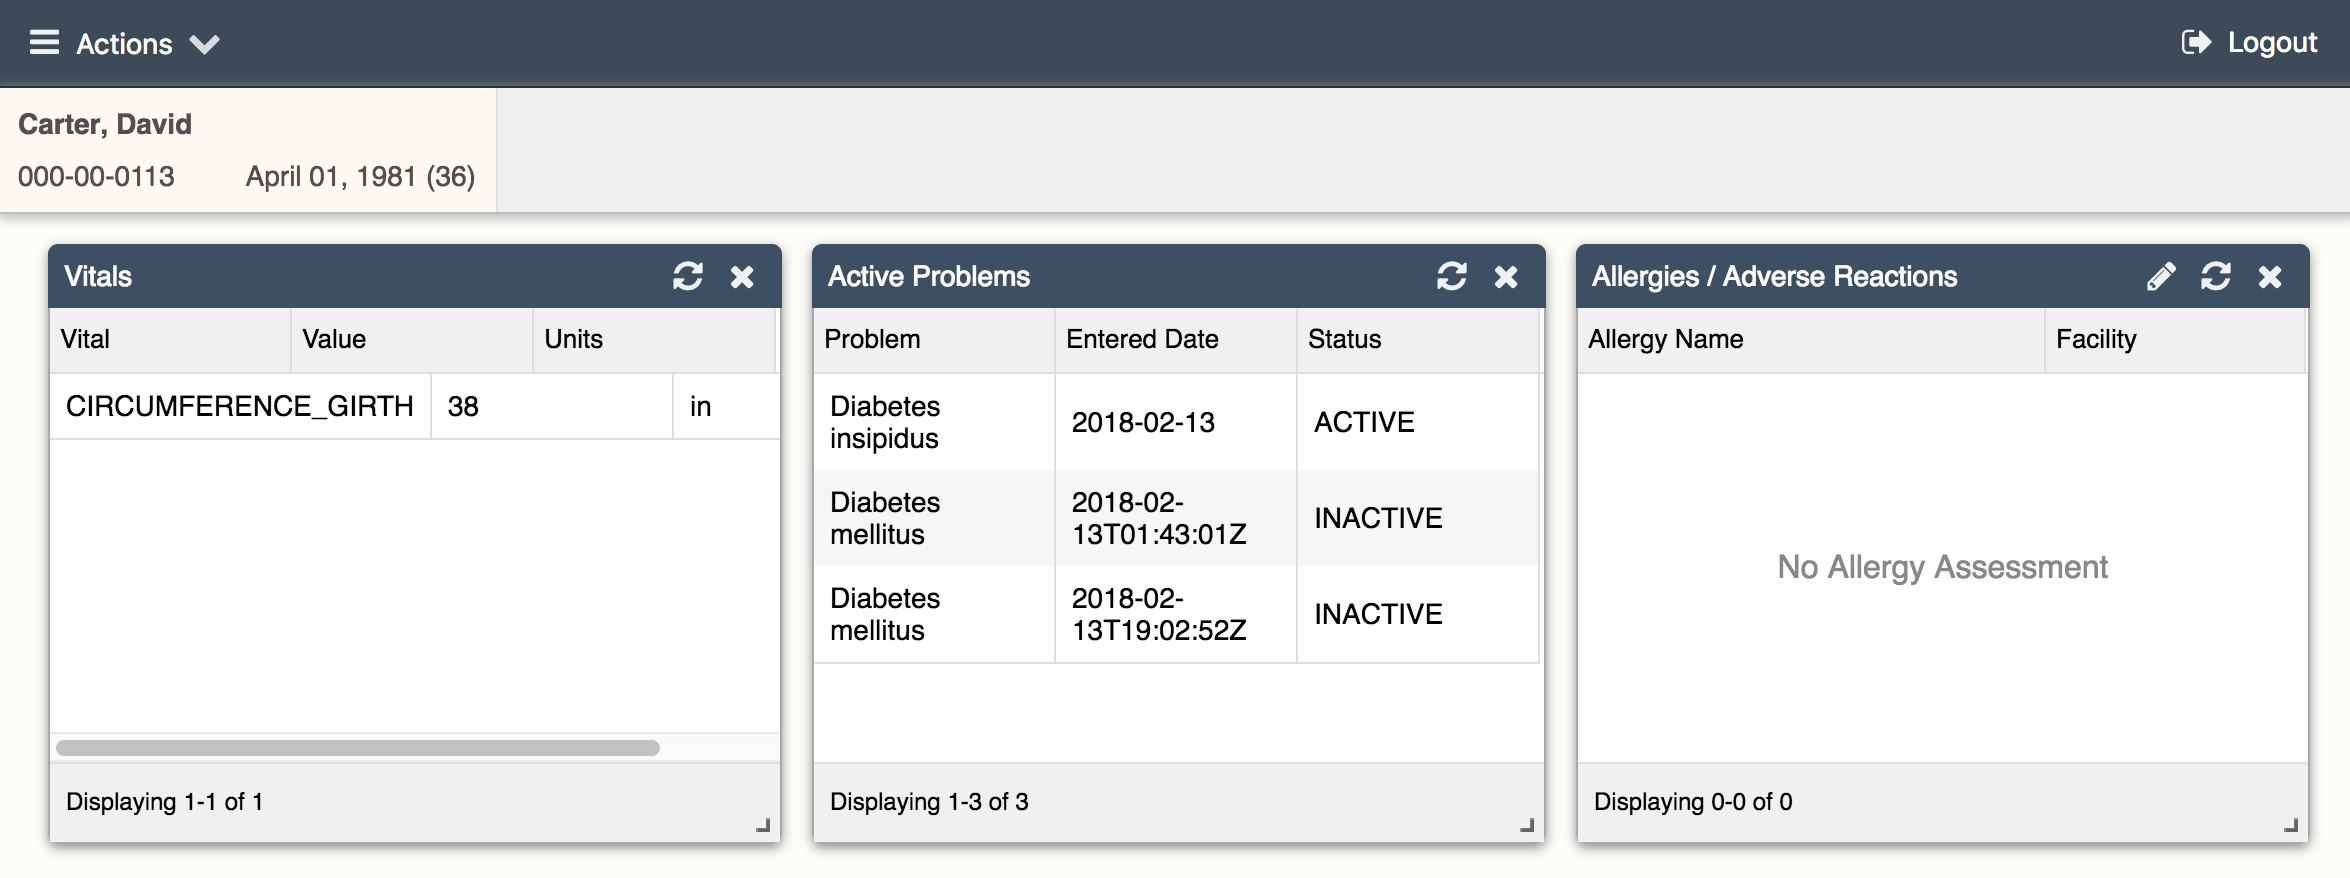 Actions
Logout
Carter, David
000-00-0113 April 01, 1981 (36)
Vitals
Vital Value Units
CIRCUMFERENCE_GIRTH 38 in
Displaying 1-1 of 1
Active Problems
Problem Entered Date Status
Diabetes
insipidus
2018-02-13
ACTIVE
Diabetes
mellitus
2018-02-
13T01:43:01Z
INACTIVE
Diabetes
mellitus
2018-02-
13T19:02:52Z
INACTIVE
Displaying 1-3 of 3
Allergies / Adverse Reactions
Allergy Name Facility
No Allergy Assessment
Displaying 0-0 of 0